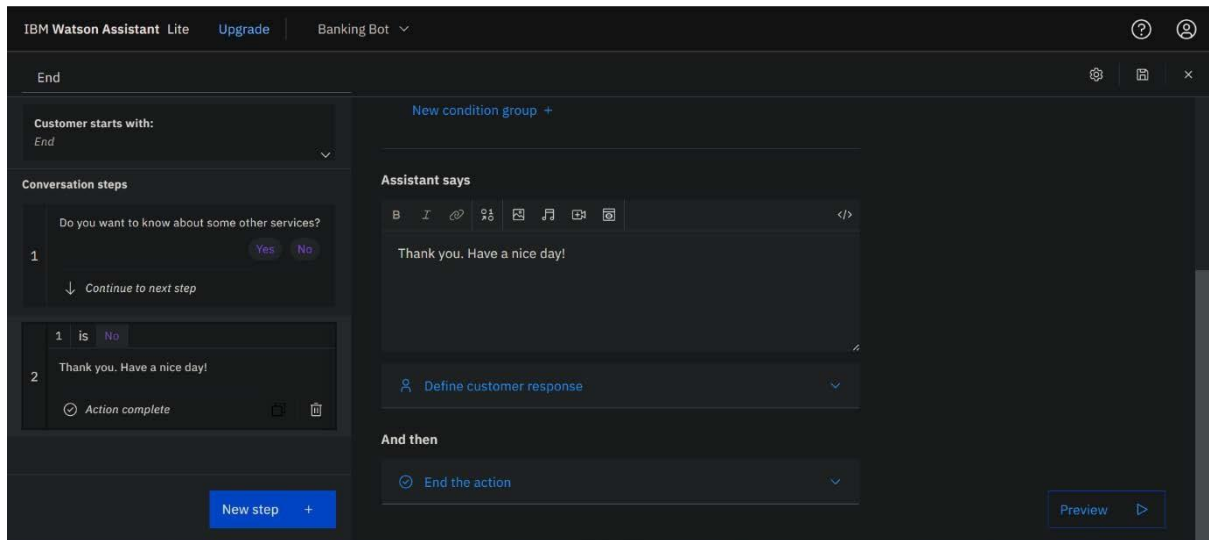 IBM Watson Assistant Lite Upgrade Banking Bot
End
Customer starts with:
End
Conversation steps
1
Do you want to know about some other services?
Yes No
Continue to next step
2
1 is No
Thank you. Have a nice day!
Action complete
New step +
New condition group +
Assistant says
B I </>
Thank you. Have a nice day!
Define customer response
And then
End the action
Preview